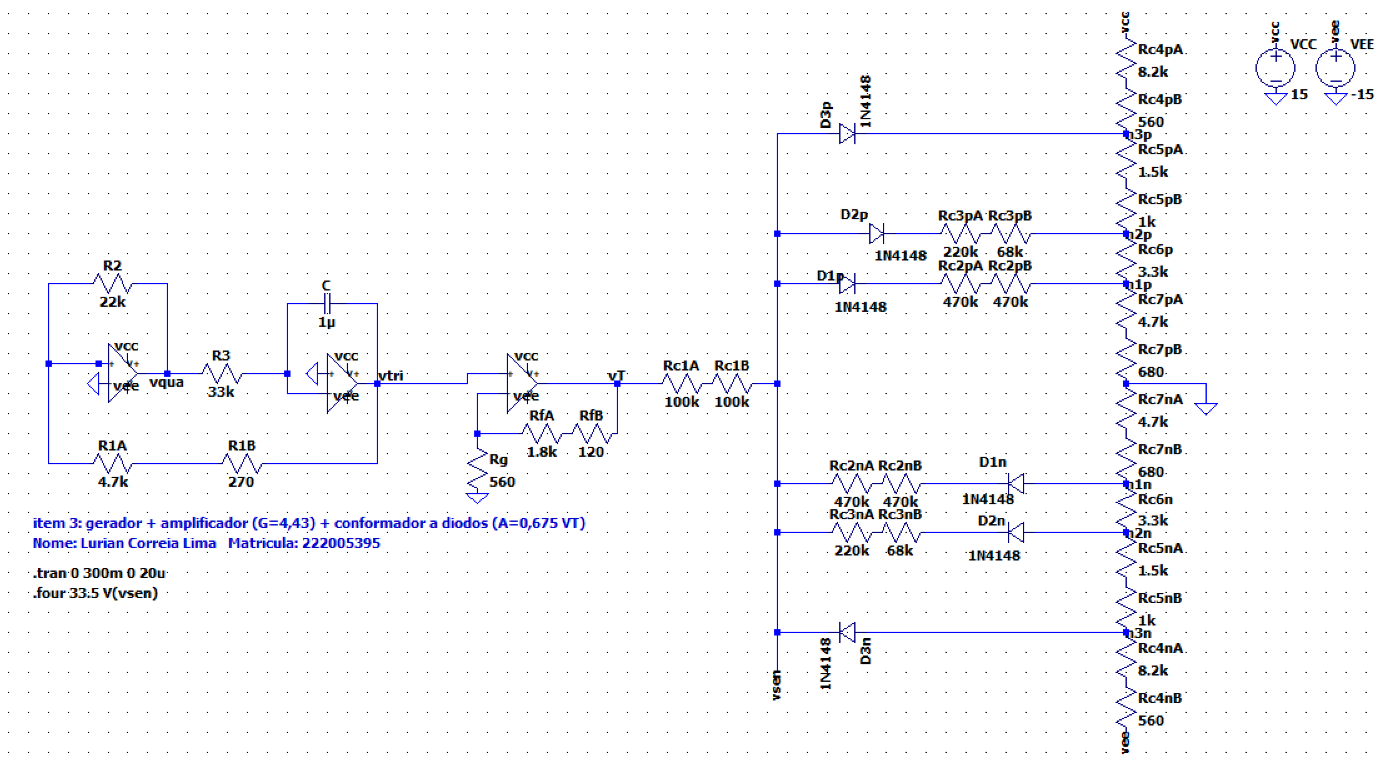 R2
22k
vcc
vee
vqua
R3
33k
C
1µ
vcc
vee
vtri
R1A
4.7k
R1B
270
vcc
vee
vT
RfA
1.8k
RfB
120
Rg
560
Rc1A
100k
Rc1B
100k
vsen
D3p
1N4148
D2p
1N4148
Rc3pA
220k
Rc3pB
68k
D1p
1N4148
Rc2pA
470k
Rc2pB
470k
Rc2nA
470k
Rc2nB
470k
D1n
1N4148
Rc3nA
220k
Rc3nB
68k
D2n
1N4148
1N4148
D3n
vcc
Rc4pA
8.2k
Rc4pB
560
n3p
Rc5pA
1.5k
Rc5pB
1k
n2p
Rc6p
3.3k
n1p
Rc7pA
4.7k
Rc7pB
680
Rc7nA
4.7k
Rc7nB
680
n1n
Rc6n
3.3k
n2n
Rc5nA
1.5k
Rc5nB
1k
n3n
Rc4nA
8.2k
Rc4nB
560
vee
vcc
VCC
15
vee
VEE
-15
item 3: gerador + amplificador (G=4,43) + conformador a diodos (A=0,675 VT)
Nome: Lurian Correia Lima Matricula: 222005395
.tran 0 300m 0 20u
.four 33.5 V(vsen)